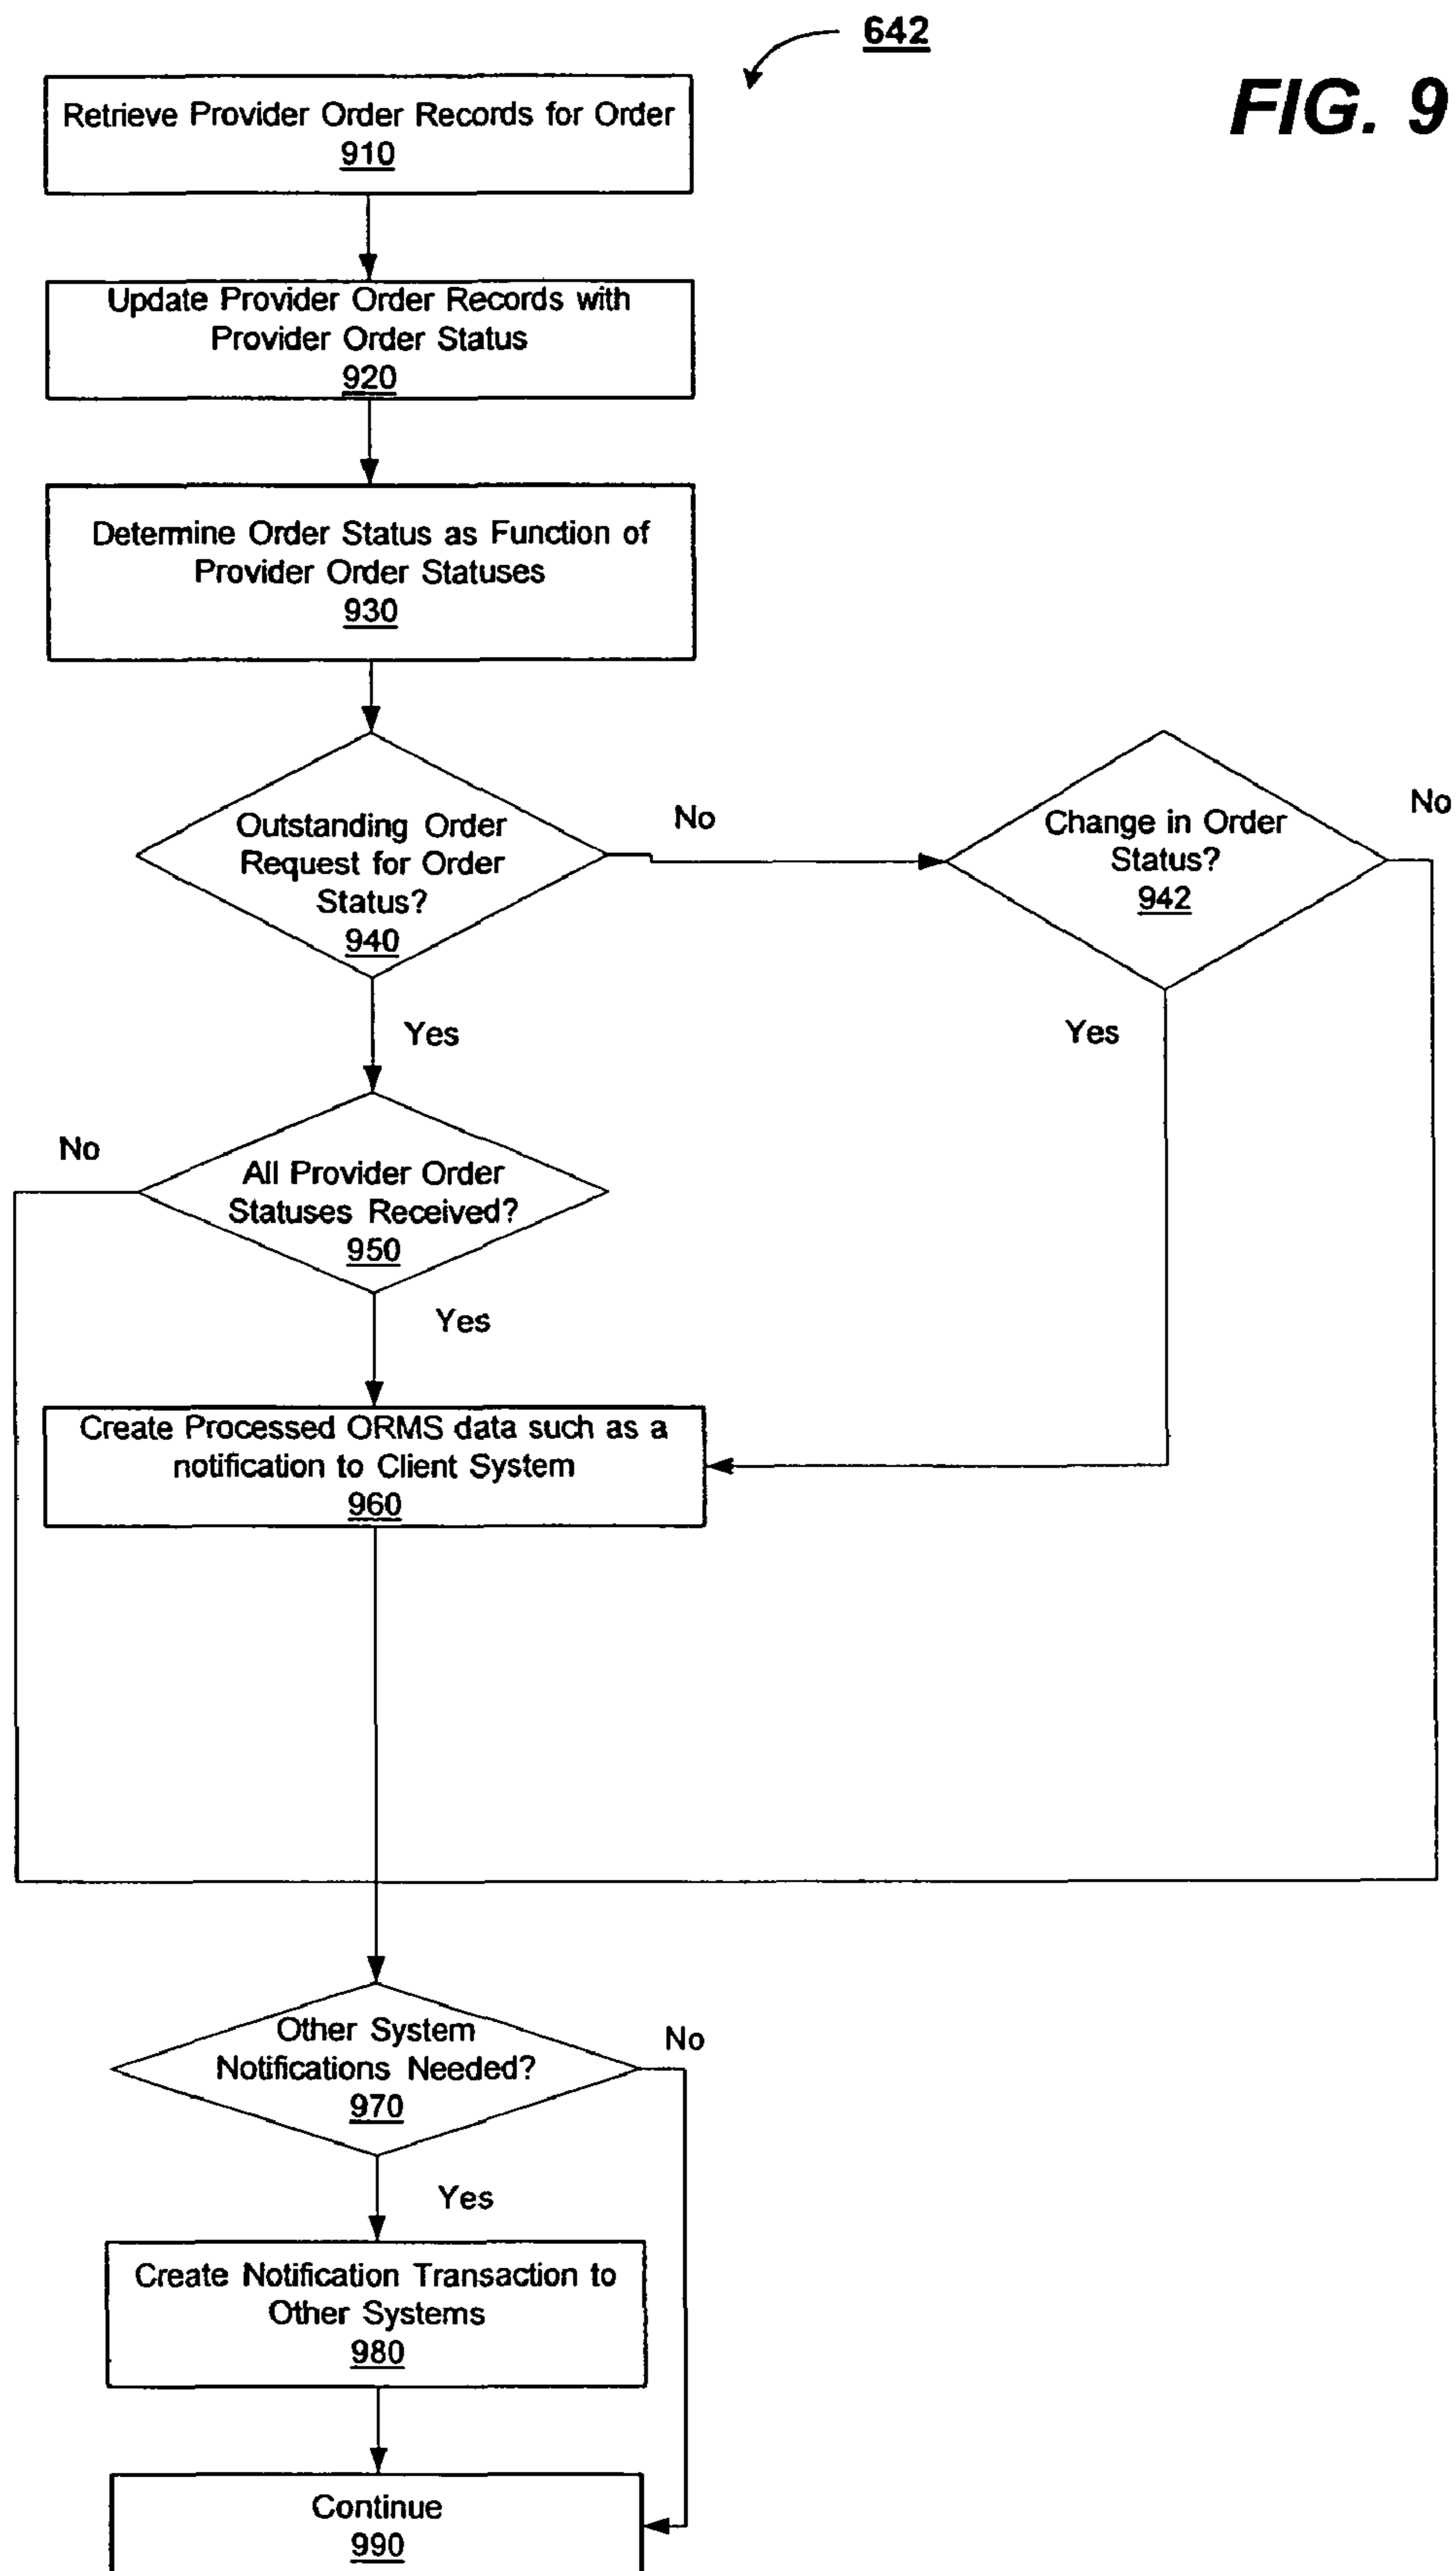 642
FIG. 9
Retrieve Provider Order Records for Order
910
Update Provider Order Records with
Provider Order Status
920
Determine Order Status as Function of
Provider Order Statuses
930
Outstanding Order
Request for Order
Status?
940
No
Change in Order
Status?
942
No
Yes
Yes
No
All Provider Order
Statuses Received?
950
Yes
Create Processed ORMS data such as a
notification to Client System
960
Other System
Notifications Needed?
970
No
Yes
Create Notification Transaction to
Other Systems
980
Continue
990